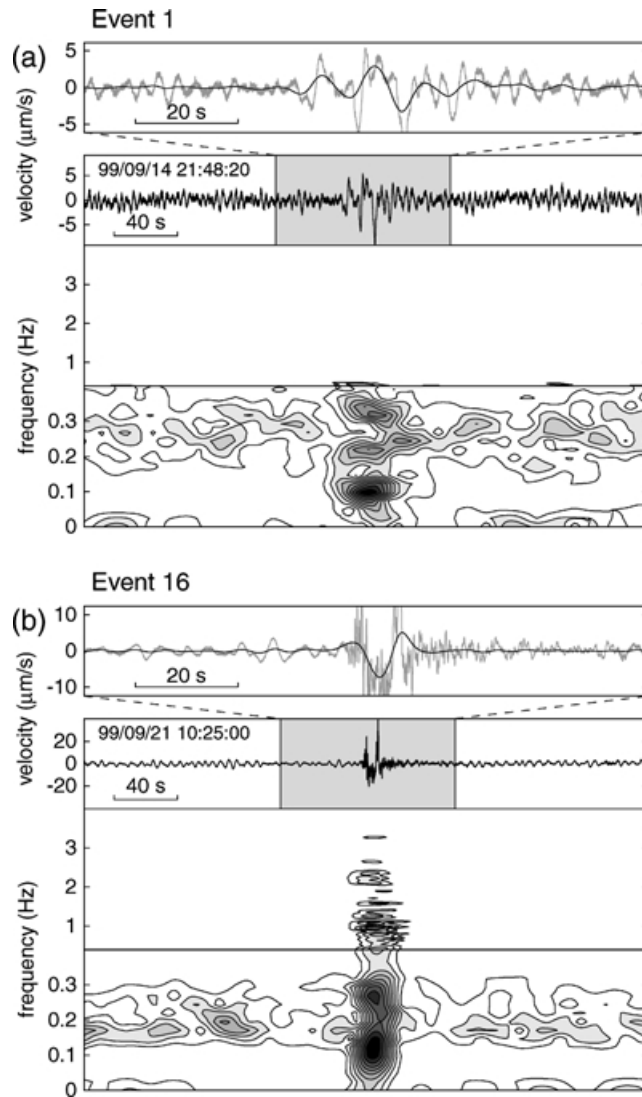 Event 1
(a)
velocity (μm/s)
5
0
-5
20 s
99/09/14 21:48:20
5
0
-5
40 s
frequency (Hz)
3
2
1
0.3
0.2
0.1
0
Event 16
(b)
velocity (μm/s)
10
0
-10
20 s
99/09/21 10:25:00
20
0
-20
40 s
frequency (Hz)
3
2
1
0.3
0.2
0.1
0